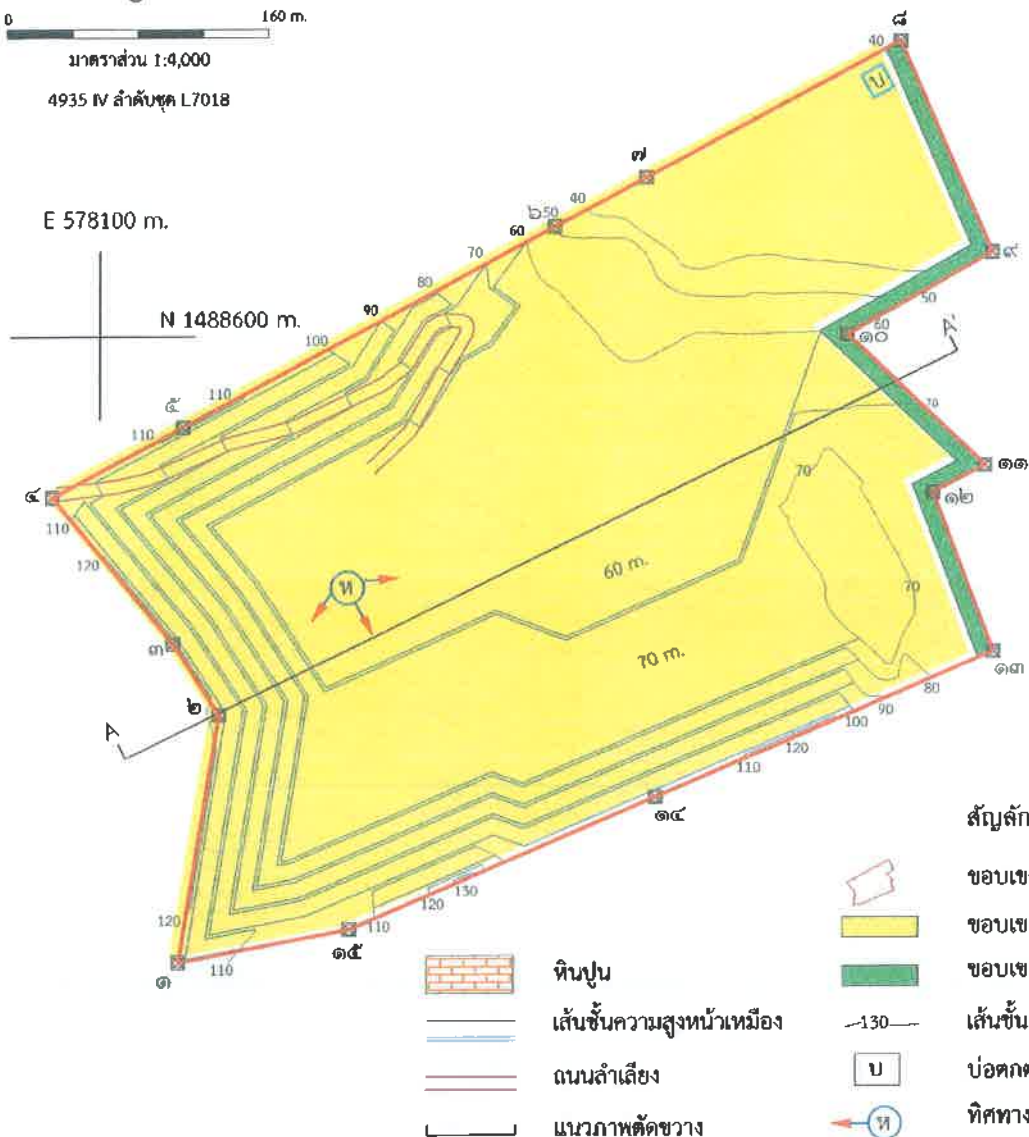 0 160 m.
มาตราส่วน 1:4,000
4935 IV ลำดับชุด L7018
๘
40
บ
๗
๖
50
40
60
70
80
90
100
110
๕
110
E 578100 m.
N 1488600 m.
๙
50
60
๑๐
A'
70
๑๑
๑๒
70
70
๔
110
120
๓
ห
60 m.
70 m.
๒
A
๑๓
80
90
100
120
110
๑๔
130
120
110
๑๕
120
110
๑
สัญลัก
ขอบเข
หินปูน
ขอบเข
ขอบเข
เส้นชั้นความสูงหน้าเหมือง
130
เส้นชั้น
ถนนลำเลียง
บ
บ่อตก
แนวภาพตัดขวาง
ห
ทิศทาง